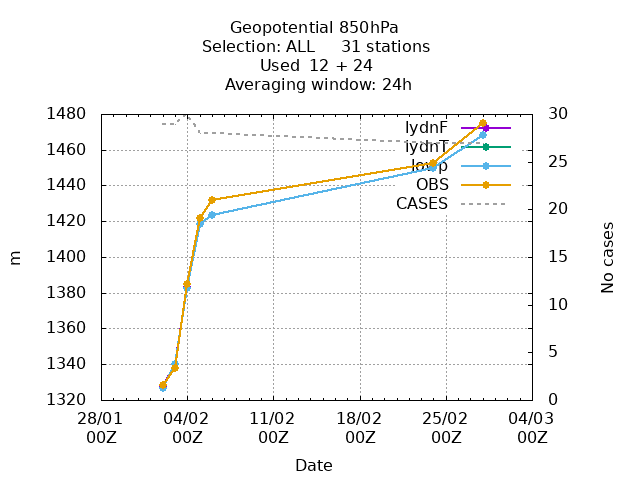 Geopotential 850hPa
Selection: ALL 31 stations
Used 12 + 24
Averaging window: 24h
1480
1460
1440
1420
1400
1380
1360
1340
1320
m
30
25
20
15
10
5
0
No cases
IydnF
IydnT
OBS
CASES
28/01 04/02 11/02 18/02 25/02 04/03
00Z 00Z 00Z 00Z 00Z 00Z
Date